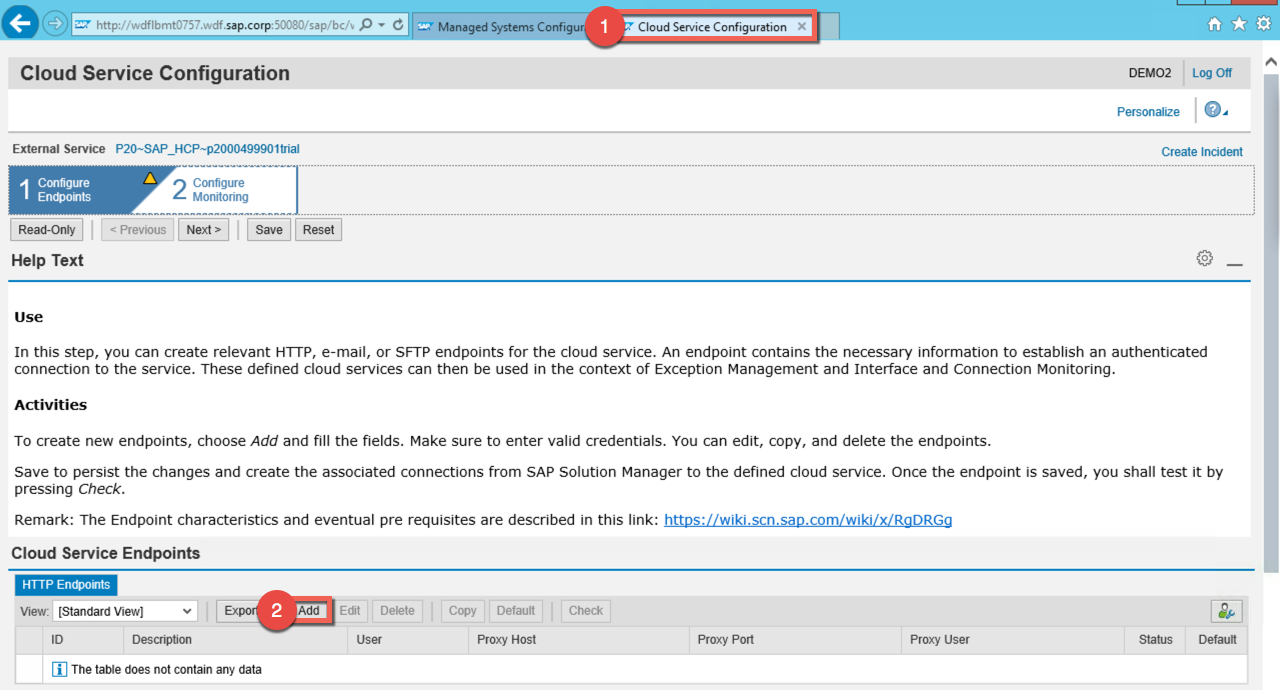 http://wdflbmt0757.wdf.sap.corp:50080/sap/bc/
SAP Managed Systems Configur
1
Cloud Service Configuration
Cloud Service Configuration
DEMO2 Log Off
Personalize
External Service P20~SAP_HCP~p2000499901trial
Create Incident
1 Configure Endpoints
2 Configure Monitoring
Read-Only < Previous Next > Save Reset
Help Text
Use
In this step, you can create relevant HTTP, e-mail, or SFTP endpoints for the cloud service. An endpoint contains the necessary information to establish an authenticated
connection to the service. These defined cloud services can then be used in the context of Exception Management and Interface and Connection Monitoring.
Activities
To create new endpoints, choose Add and fill the fields. Make sure to enter valid credentials. You can edit, copy, and delete the endpoints.
Save to persist the changes and create the associated connections from SAP Solution Manager to the defined cloud service. Once the endpoint is saved, you shall test it by
pressing Check.
Remark: The Endpoint characteristics and eventual pre requisites are described in this link: https://wiki.scn.sap.com/wiki/x/RgDRGg
Cloud Service Endpoints
HTTP Endpoints
View: [Standard View] Expor 2 Add Edit Delete Copy Default Check
ID Description User Proxy Host Proxy Port Proxy User Status Default
The table does not contain any data